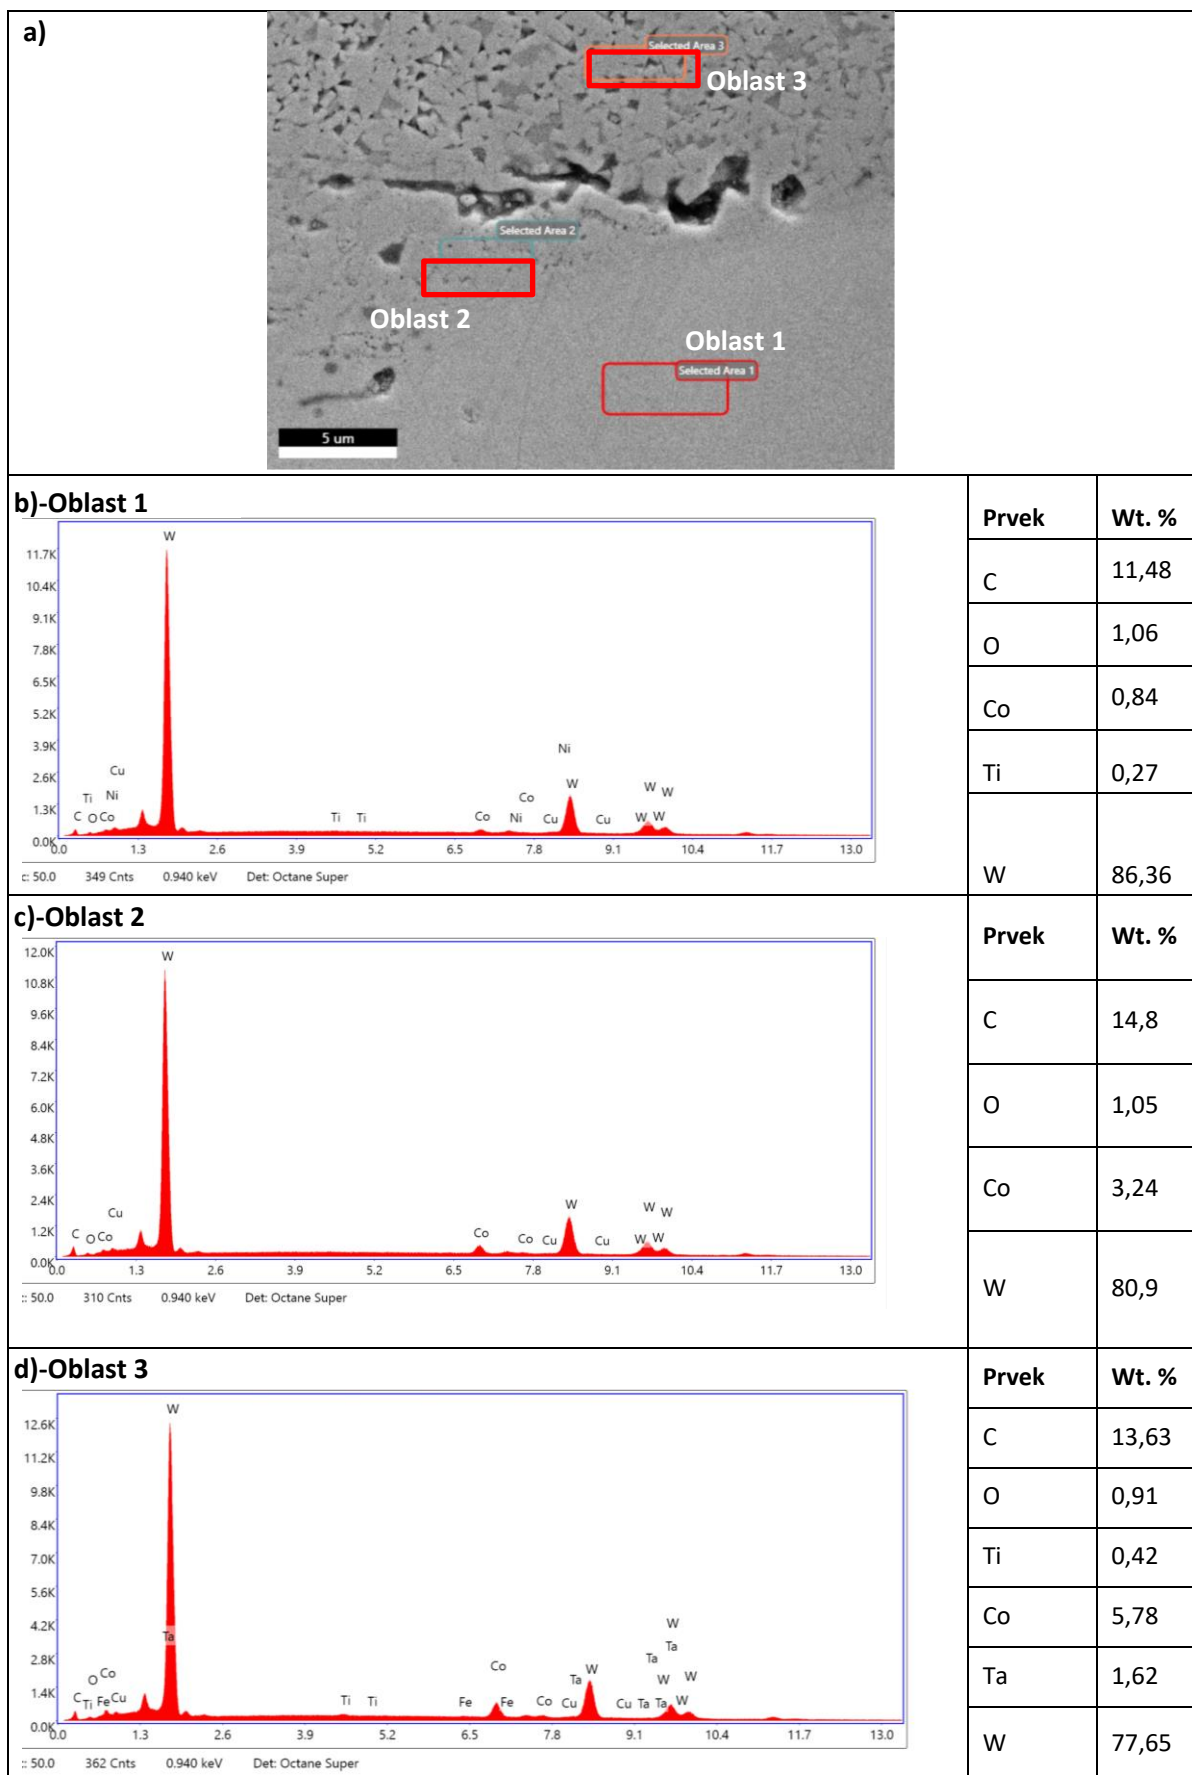 a)
Selected Area 3
Oblast 3
Selected Area 2
Oblast 2
Oblast 1
Selected Area 1
5 um
b)-Oblast 1
W
11.7K
10.4K
9.1K
7.8K
6.5K
5.2K
3.9K
Ni
2.6K
Cu
W
W W
Ti Ni
Co
1.3K
C O Co
Ti Ti
Co Ni Cu Cu W W
0.0K
0.0 1.3 2.6 3.9 5.2 6.5 7.8 9.1 10.4 11.7 13.0
c: 50.0 349 Cnts 0.940 keV Det: Octane Super
Prvek Wt. %
C 11,48
O 1,06
Co 0,84
Ti 0,27
W 86,36
c)-Oblast 2
12.0K
W
10.8K
9.6K
8.4K
7.2K
6.0K
4.8K
3.6K
2.4K
Cu
W W W
1.2K
C O Co
Co Co Cu Cu W W
0.0K
0.0 1.3 2.6 3.9 5.2 6.5 7.8 9.1 10.4 11.7 13.0
:: 50.0 310 Cnts 0.940 keV Det: Octane Super
Prvek Wt. %
C 14,8
O 1,05
Co 3,24
W 80,9
d)-Oblast 3
W
12.6K
11.2K
9.8K
8.4K
7.0K
5.6K
4.2K
Ta
W
2.8K
Ta Ta
O Co
Co Ta W W W
1.4K
C Ti Fe Cu
Ti Ti
Fe Fe Co Cu Cu Ta Ta W
0.0K
0.0 1.3 2.6 3.9 5.2 6.5 7.8 9.1 10.4 11.7 13.0
:: 50.0 362 Cnts 0.940 keV Det: Octane Super
Prvek Wt. %
C 13,63
O 0,91
Ti 0,42
Co 5,78
Ta 1,62
W 77,65